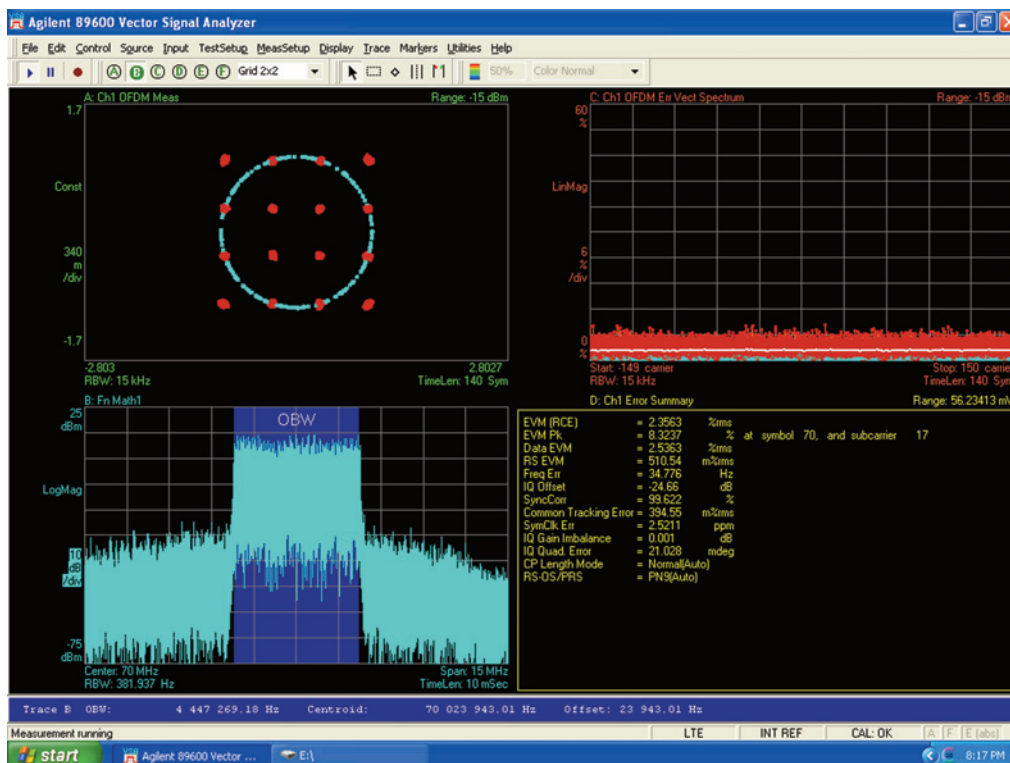 Agilent 89600 Vector Signal Analyzer
File Edit Control Source Input TestSetup MeasSetup Display Trace Markers Utilities Help
A B C D E F Grid 2x2 50% Color Normal
A: Ch1 OFDM Meas Range: -15 dBm
1.7
Const
340
m
/div
-1.7
-2.803 2.8027
RBW: 15 kHz TimeLen: 140 Sym
C: Ch1 OFDM Err Vect Spectrum Range: -15 dBm
60
%
LinMag
6
%
/div
0
%
Start: -149 carrier Stop: 150 carrie
RBW: 15 kHz TimeLen: 140 Sym
B: Fn Math1
25
dBm
OBW
LogMag
10
dB
/div
-75
dBm
Center: 70 MHz Span: 15 MHz
RBW: 381.937 Hz TimeLen: 10 mSec
D: Ch1 Error Summary Range: 56.23413 mV
EVM (RCE) = 2.3563 %rms
EVM Pk = 8.3237 % at symbol 70, and subcarrier 17
Data EVM = 2.5363 %rms
RS EVM = 510.54 m%rms
Freq Err = 34.776 Hz
IQ Offset = -24.66 dB
SyncCorr = 99.622 %
Common Tracking Error = 394.55 m%rms
SymClk Err = 2.5211 ppm
IQ Gain Imbalance = 0.001 dB
IQ Quad. Error = 21.028 mdeg
CP Length Mode = Normal(Auto)
RS-OS/PRS = PN9(Auto)
Trace B OBW: 4 447 269.18 Hz Centroid: 70 023 943.01 Hz Offset: 23 943.01 Hz
Measurement running LTE INT REF CAL: OK A F E (abs)
start Agilent 89600 Vector ... E:\ 8:17 PM